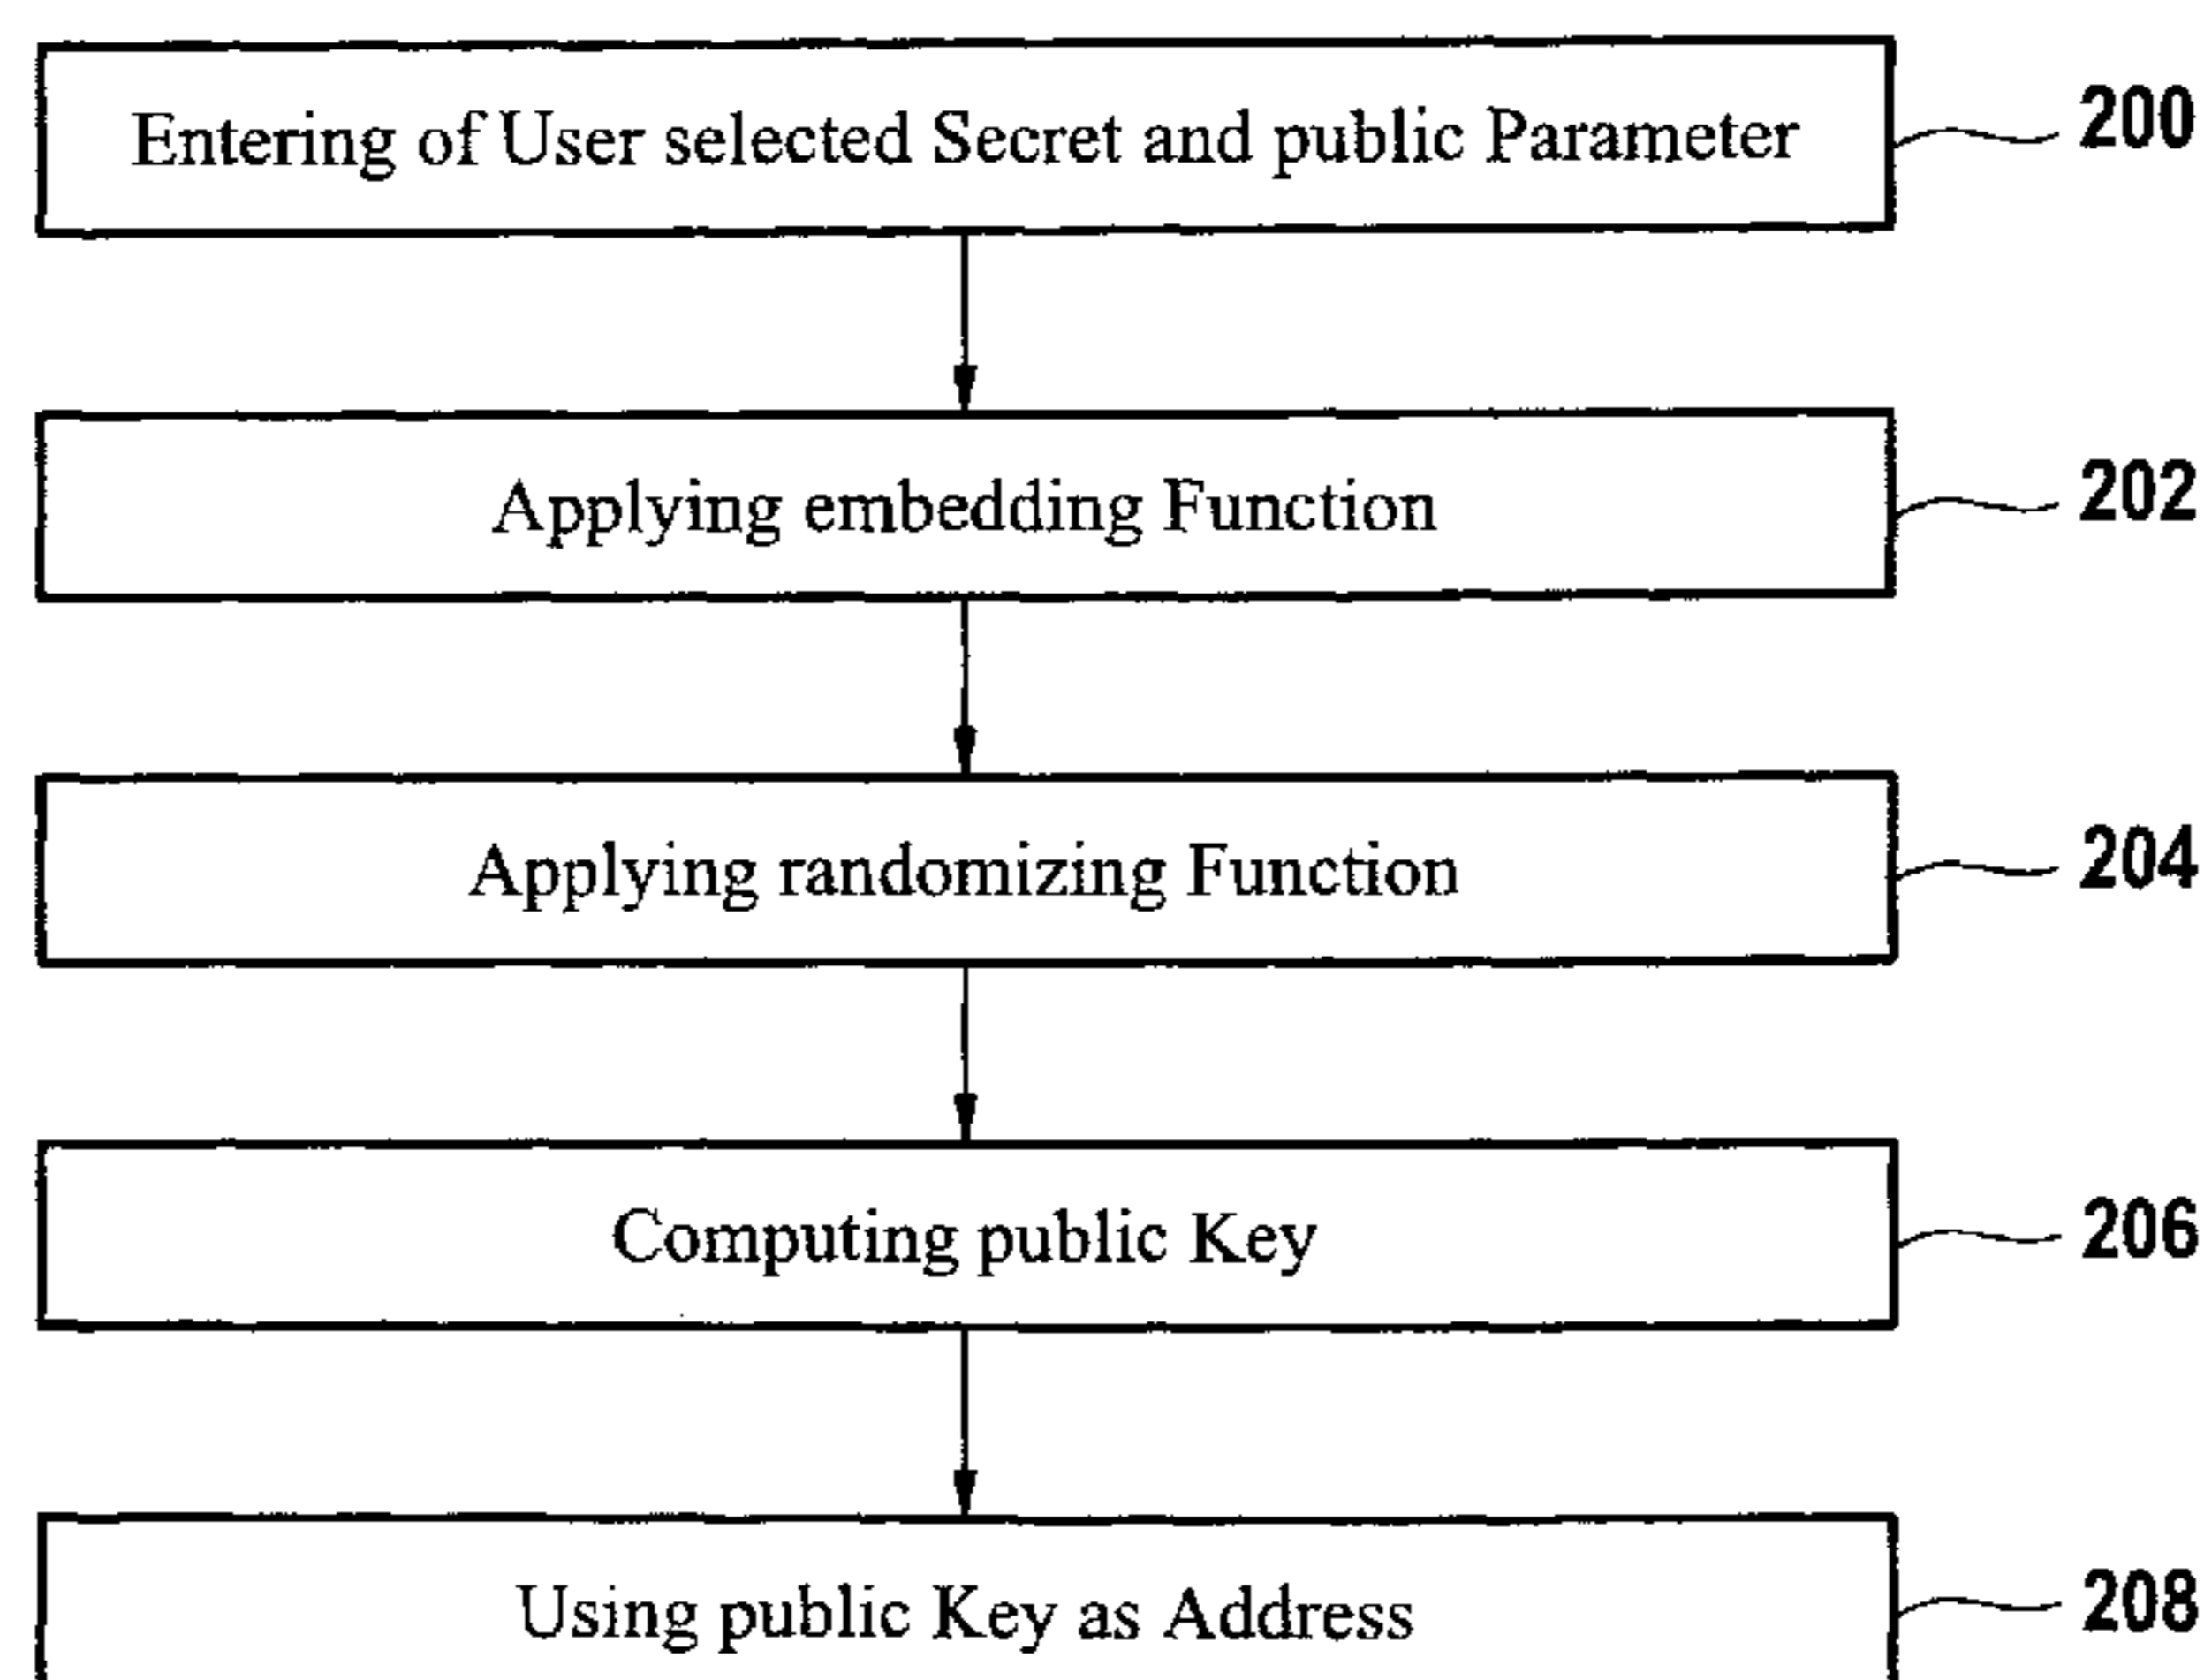 Entering of User selected Secret and public Parameter 200
Applying embedding Function 202
Applying randomizing Function 204
Computing public Key 206
Using public Key as Address 208